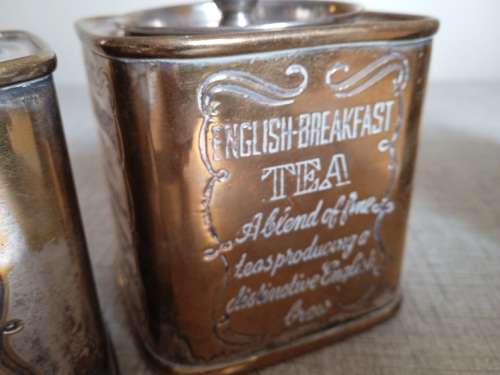 ENGLISH-BREAKFAST
TEA
A blend of fine
teas producing a
distinctive English
brew